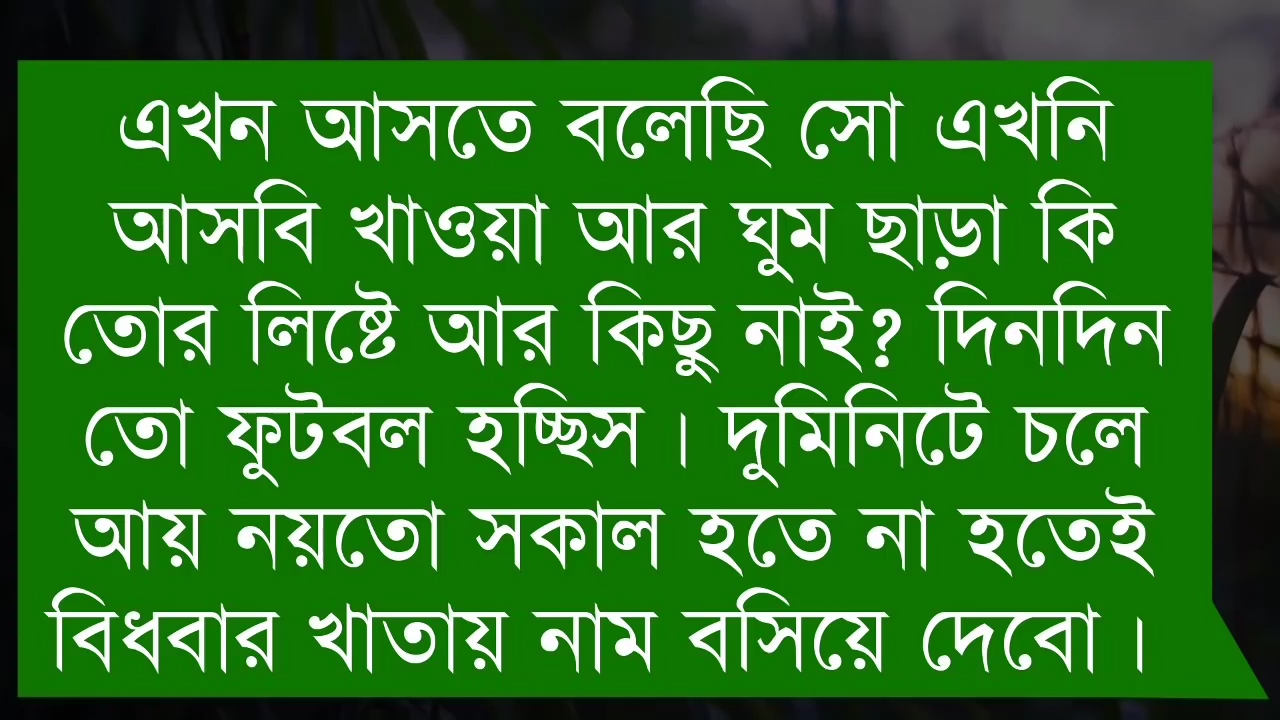 এখন আসতে বলেছি সো এখনি
আসবি খাওয়া আর ঘুম ছাড়া কি
তোর লিষ্টে আর কিছু নাই? দিনদিন
তো ফুটবল হচ্ছিস । দুমিনিটে চলে
আয় নয়তো সকাল হতে না হতেই
বিধবার খাতায় নাম বসিয়ে দেবো ।